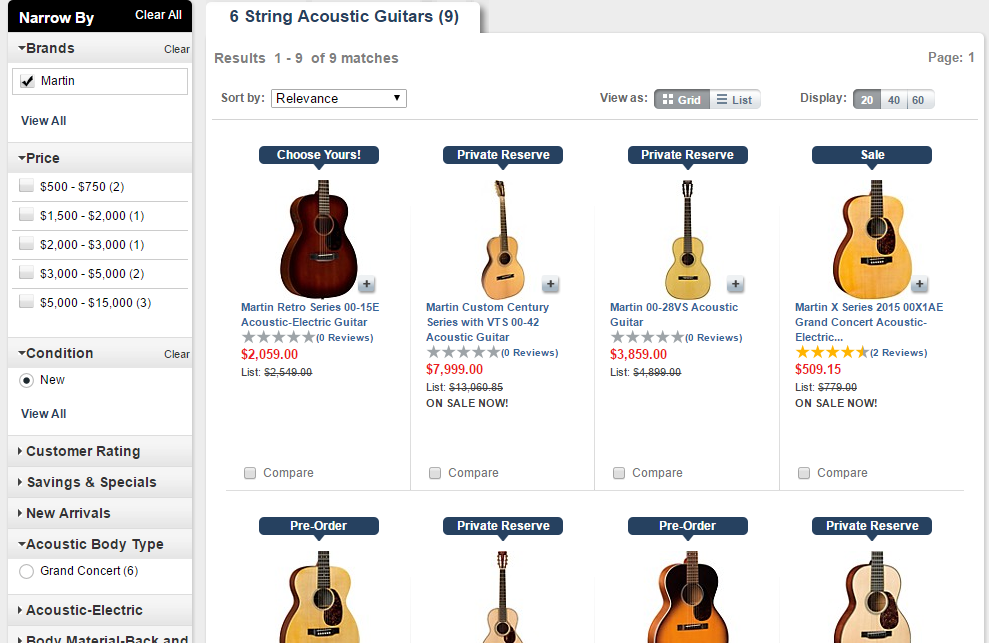 Narrow By
Clear All
Brands
Clear
Martin
View All
Price
$500 - $750 (2)
$1,500 - $2,000 (1)
$2,000 - $3,000 (1)
$3,000 - $5,000 (2)
$5,000 - $15,000 (3)
Condition
Clear
New
View All
Customer Rating
Savings & Specials
New Arrivals
Acoustic Body Type
Grand Concert (6)
Acoustic-Electric
Body Material-Back and
6 String Acoustic Guitars (9)
Results 1 - 9 of 9 matches
Page: 1
Sort by:
Relevance
View as:
Grid
List
Display:
20
40
60
Choose Yours!
Martin Retro Series 00-15E
Acoustic-Electric Guitar
(0 Reviews)
$2,059.00
List: $2,549.00
Compare
Private Reserve
Martin Custom Century
Series with VTS 00-42
Acoustic Guitar
(0 Reviews)
$7,999.00
List: $13,060.85
ON SALE NOW!
Compare
Private Reserve
Martin 00-28VS Acoustic
Guitar
(0 Reviews)
$3,859.00
List: $4,899.00
Compare
Sale
Martin X Series 2015 00X1AE
Grand Concert Acoustic-
Electric...
(2 Reviews)
$509.15
List: $779.00
ON SALE NOW!
Compare
Pre-Order
Private Reserve
Pre-Order
Private Reserve